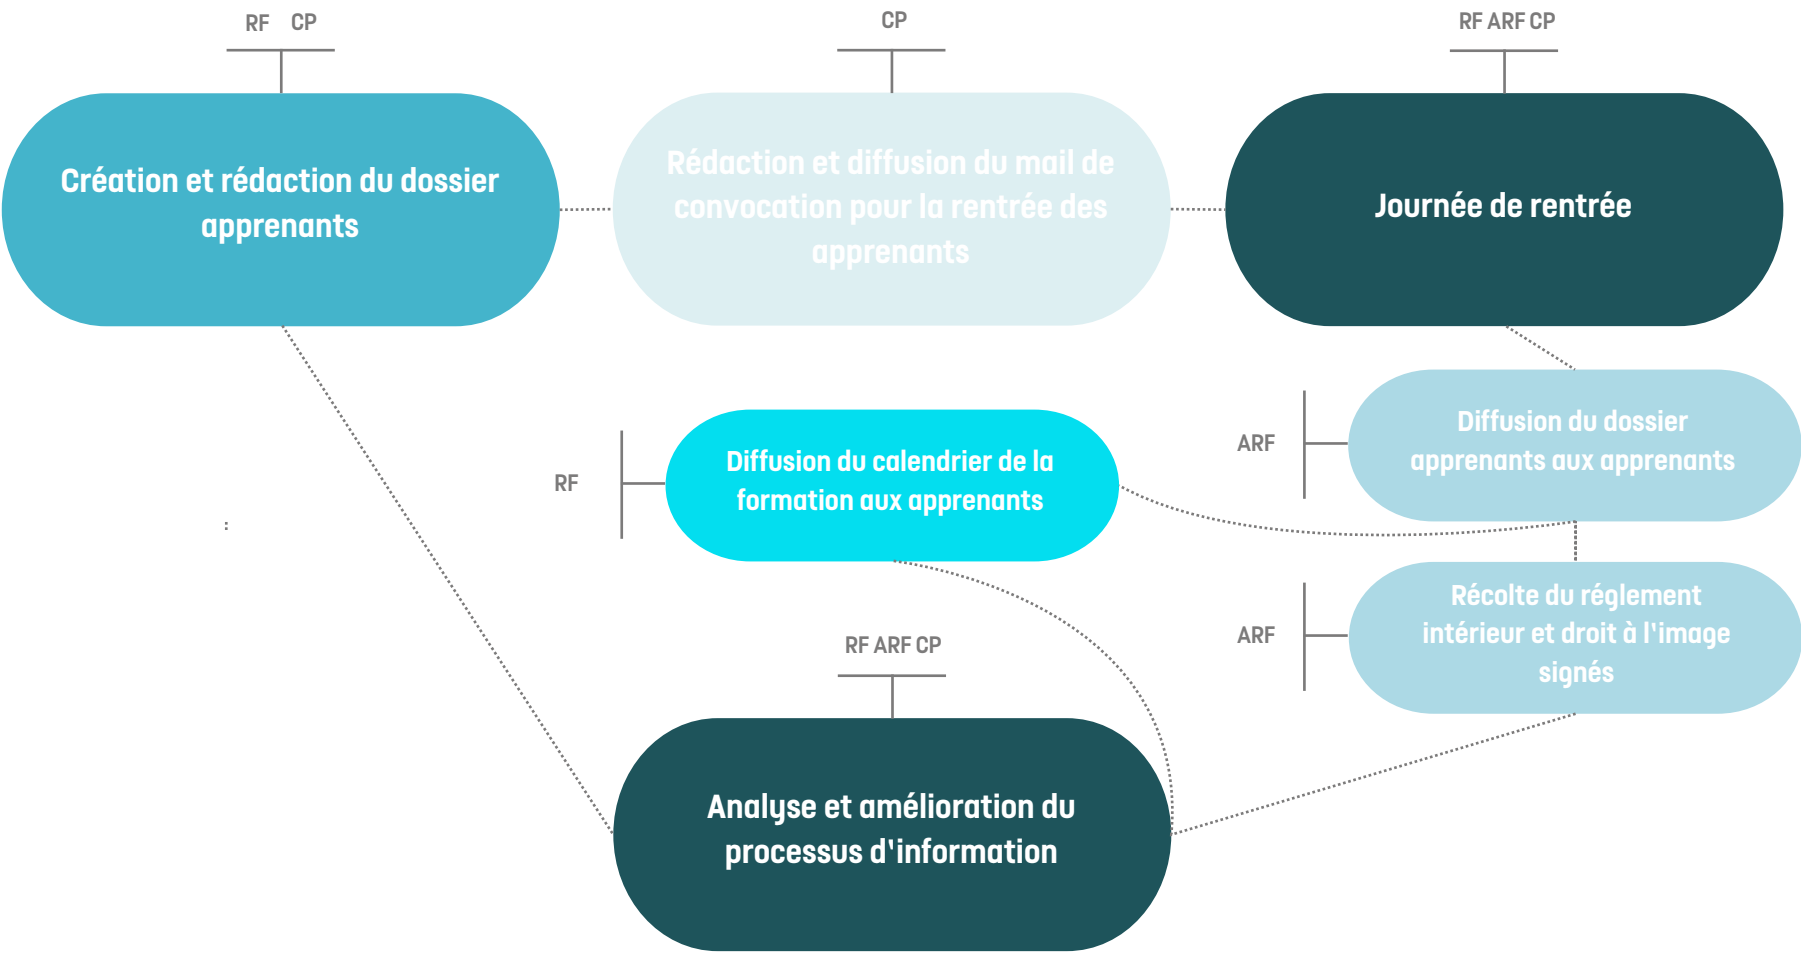 RF CP
CP
RF ARF CP
Création et rédaction du dossier
apprenants
Rédaction et diffusion du mail de
convocation pour la rentrée des
apprenants
Journée de rentrée
ARF
Diffusion du dossier
apprenants aux apprenants
RF
Diffusion du calendrier de la
formation aux apprenants
:
ARF
Récolte du réglement
intérieur et droit à l'image
signés
RF ARF CP
Analyse et amélioration du
processus d'information